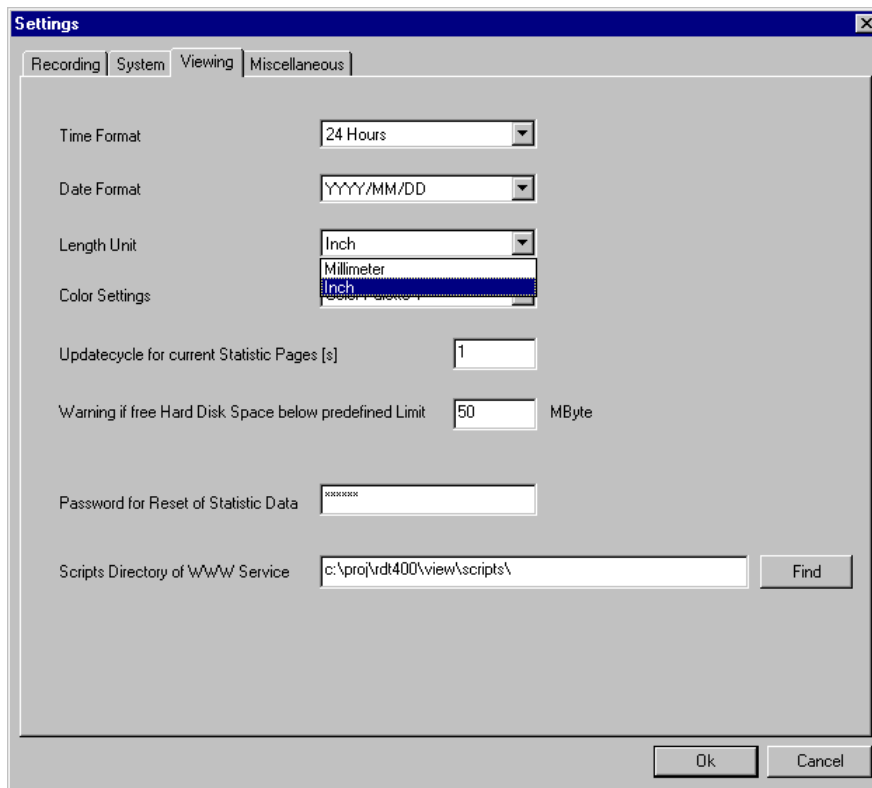 Settings
Recording System Viewing Miscellaneous
Time Format 24 Hours
Date Format YYYY/MM/DD
Length Unit Inch
Millimeter
Inch
Color Settings
Updatecycle for current Statistic Pages [s] 1
Warning if free Hard Disk Space below predefined Limit 50 MByte
Password for Reset of Statistic Data ××××××
Scripts Directory of WWW Service c:\proj\rdt400\view\scripts\ Find
Ok Cancel